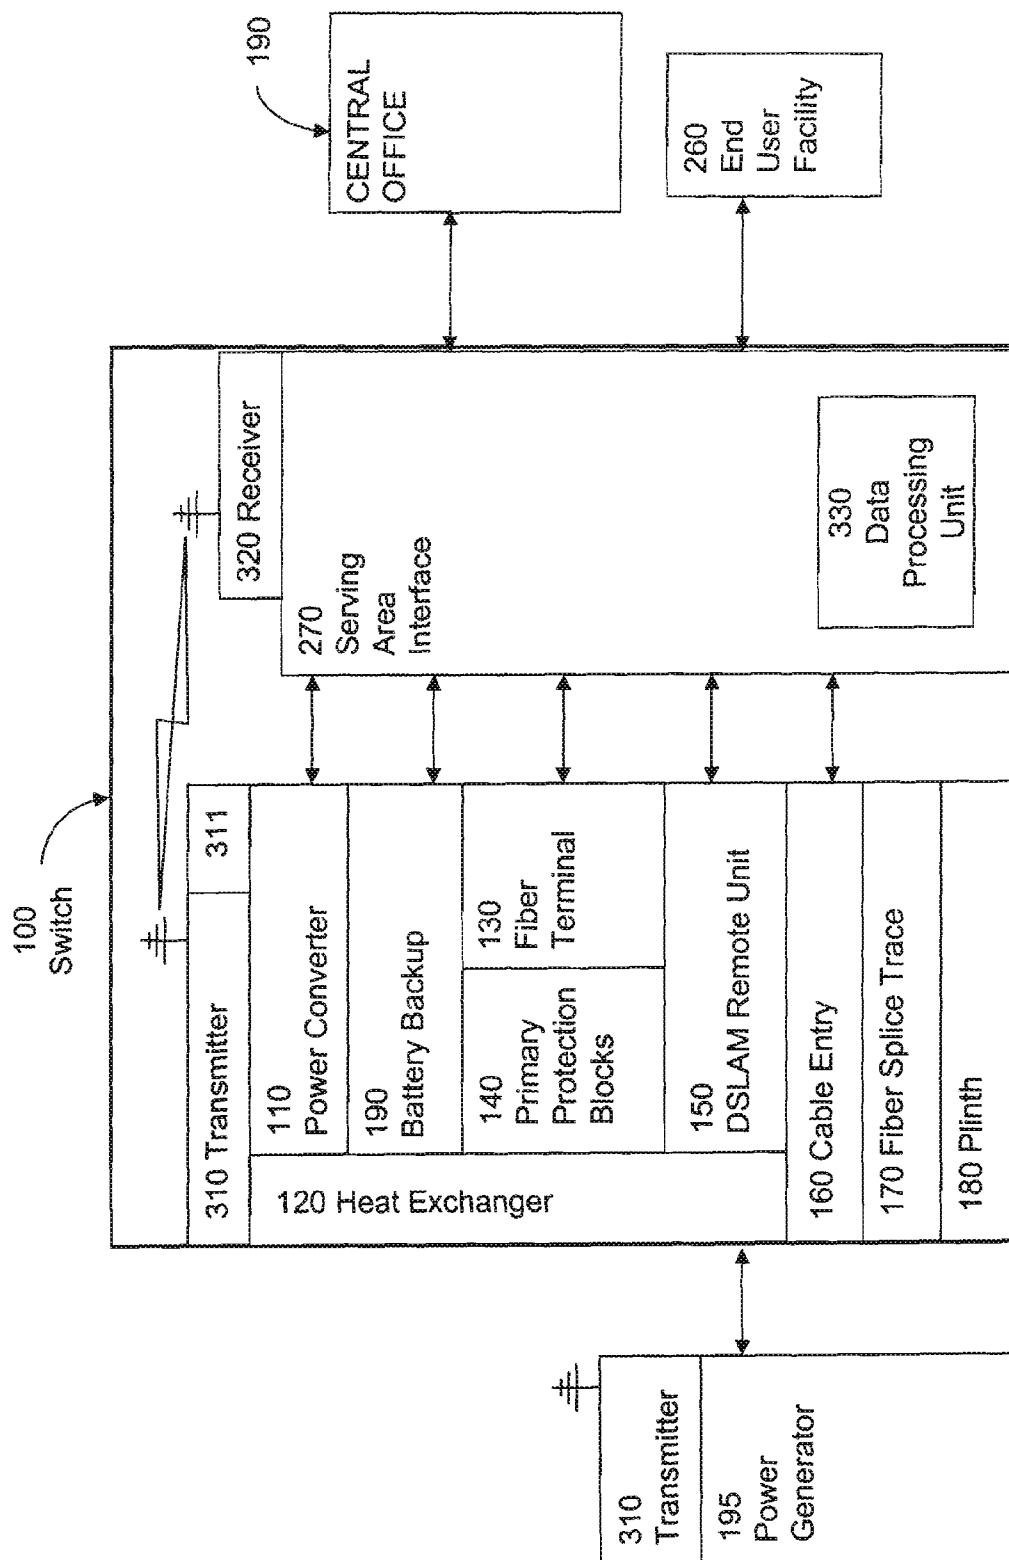 100
Switch
190
CENTRAL
OFFICE
310 Transmitter
311
320 Receiver
110
Power Converter
190
Battery Backup
140
Primary
Protection
Blocks
130
Fiber
Terminal
150
DSLAM Remote Unit
120 Heat Exchanger
160 Cable Entry
170 Fiber Splice Trace
180 Plinth
270
Serving
Area
Interface
330
Data
Processing
Unit
260
End
User
Facility
310
Transmitter
195
Power
Generator